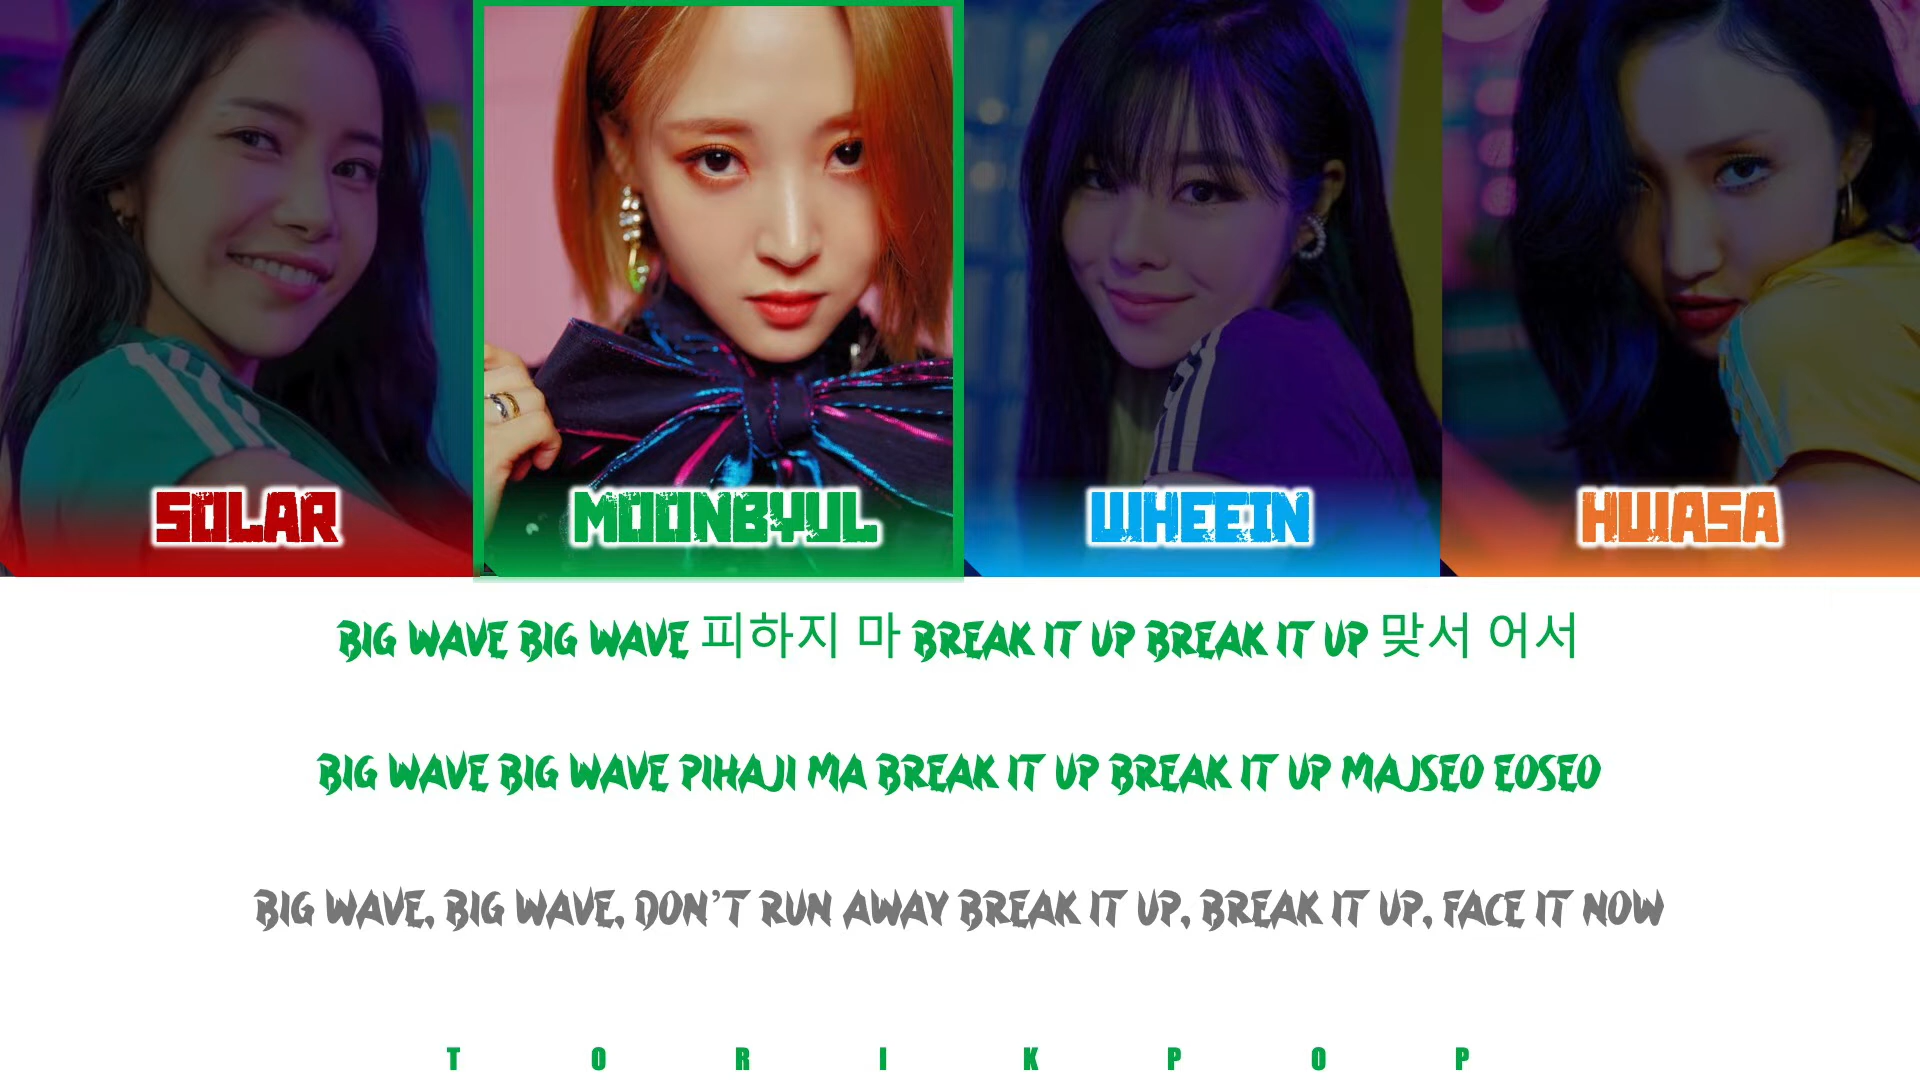 SOLAR MOONBYUL WHEEIN HWASA
BIG WAVE BIG WAVE 피하지 마 BREAK IT UP BREAK IT UP 맞서 어서
BIG WAVE BIG WAVE PIHAJI MA BREAK IT UP BREAK IT UP MAJSEO EOSEO
BIG WAVE, BIG WAVE, DON'T RUN AWAY BREAK IT UP, BREAK IT UP, FACE IT NOW
T O R I K P O P